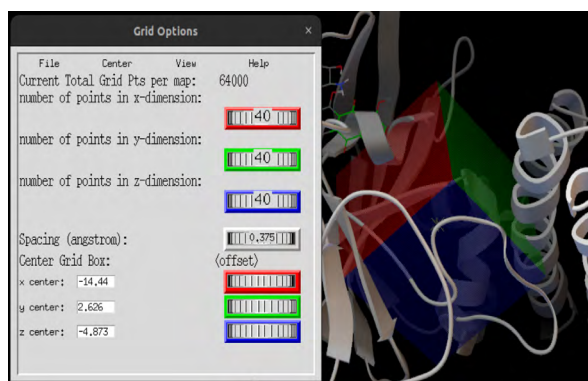 Grid Options
×
File Center View Help
Current Total Grid Pts per map: 64000
number of points in x-dimension:
40
number of points in y-dimension:
40
number of points in z-dimension:
40
Spacing (angstrom): 0.375
Center Grid Box: (offset)
x center: -14.44
y center: 2.626
z center: -4.873